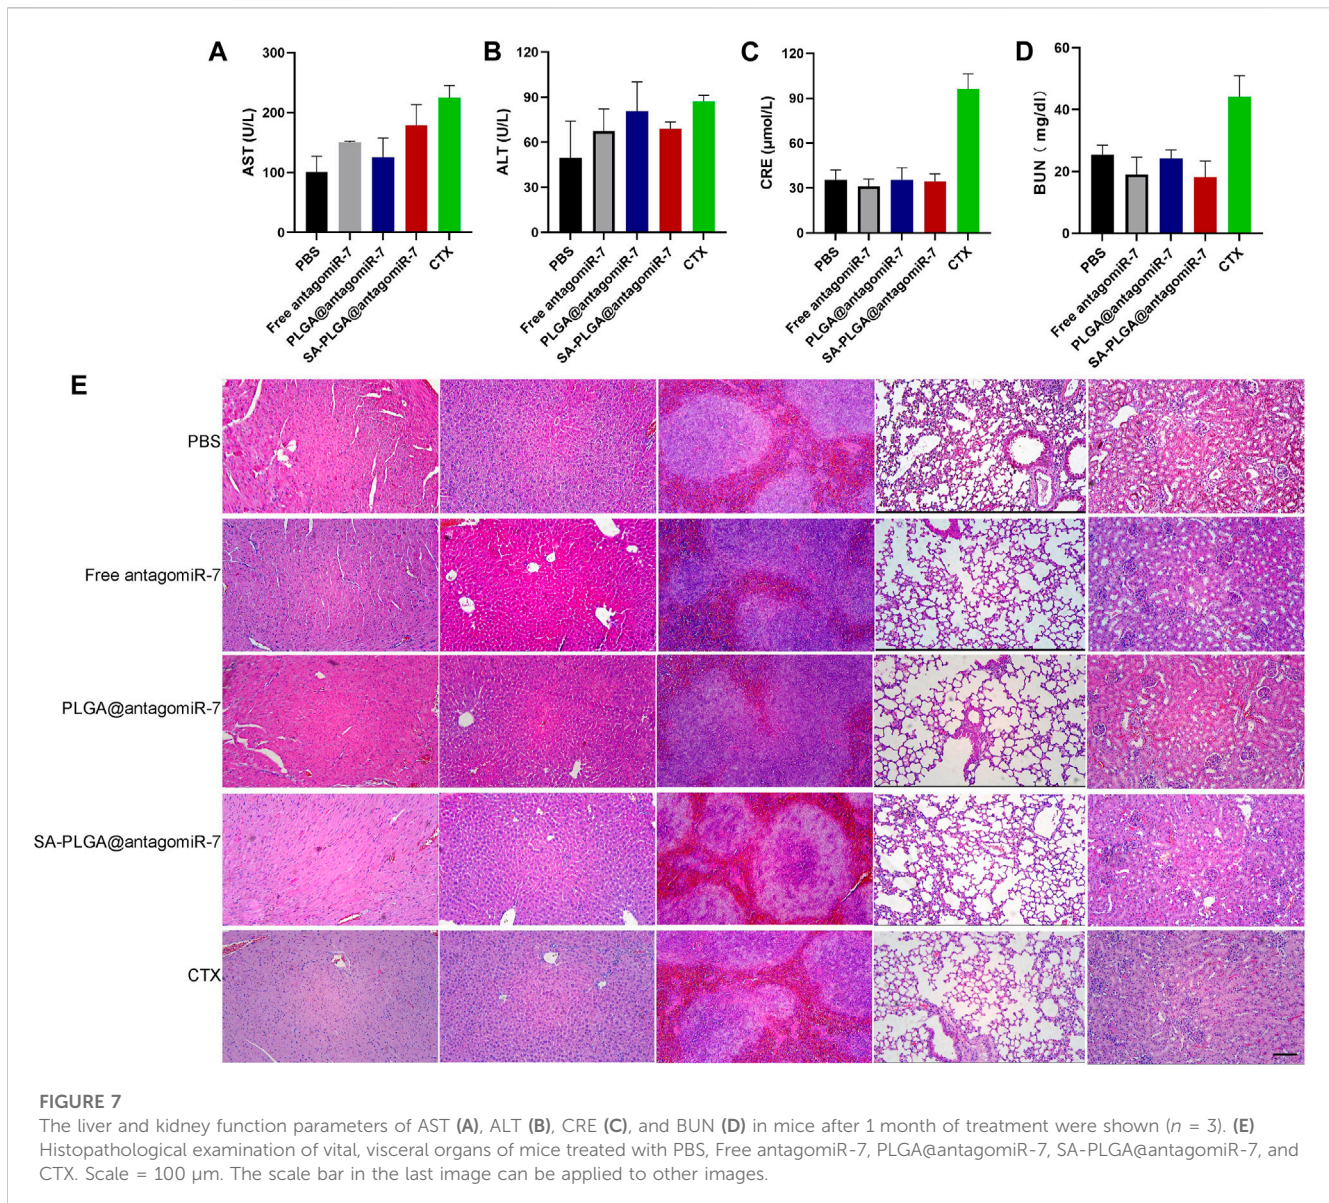 A
300
200
100
0
AST (U/L)
PBS
Free antagomiR-7
PLGA@antagomiR-7
SA-PLGA@antagomiR-7
CTX
B
120
90
60
30
0
ALT (U/L)
PBS
Free antagomiR-7
PLGA@antagomiR-7
SA-PLGA@antagomiR-7
CTX
C
120
90
60
30
0
CRE (μmol/L)
PBS
Free antagomiR-7
PLGA@antagomiR-7
SA-PLGA@antagomiR-7
CTX
D
60
40
20
0
BUN ( mg/dl)
PBS
Free antagomiR-7
PLGA@antagomiR-7
SA-PLGA@antagomiR-7
CTX
E
PBS
Free antagomiR-7
PLGA@antagomiR-7
SA-PLGA@antagomiR-7
CTX
FIGURE 7
The liver and kidney function parameters of AST (A), ALT (B), CRE (C), and BUN (D) in mice after 1 month of treatment were shown (n = 3). (E)
Histopathological examination of vital, visceral organs of mice treated with PBS, Free antagomiR-7, PLGA@antagomiR-7, SA-PLGA@antagomiR-7, and
CTX. Scale = 100 μm. The scale bar in the last image can be applied to other images.